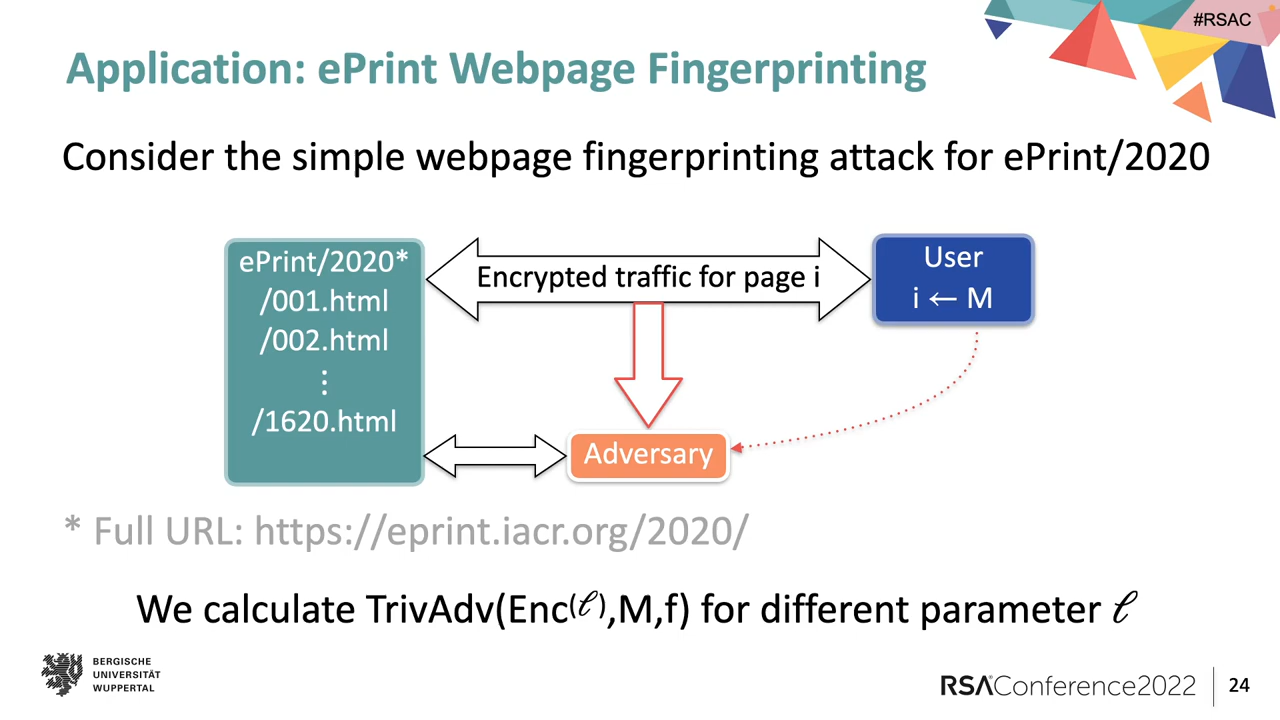 #RSAC
Application: ePrint Webpage Fingerprinting
Consider the simple webpage fingerprinting attack for ePrint/2020
ePrint/2020*
/001.html
/002.html
⋮
/1620.html
Encrypted traffic for page i
User
i ← M
Adversary
* Full URL: https://eprint.iacr.org/2020/
We calculate TrivAdv(Enc(ℓ),M,f) for different parameter ℓ
BERGISCHE
UNIVERSITÄT
WUPPERTAL
RSA Conference2022
24